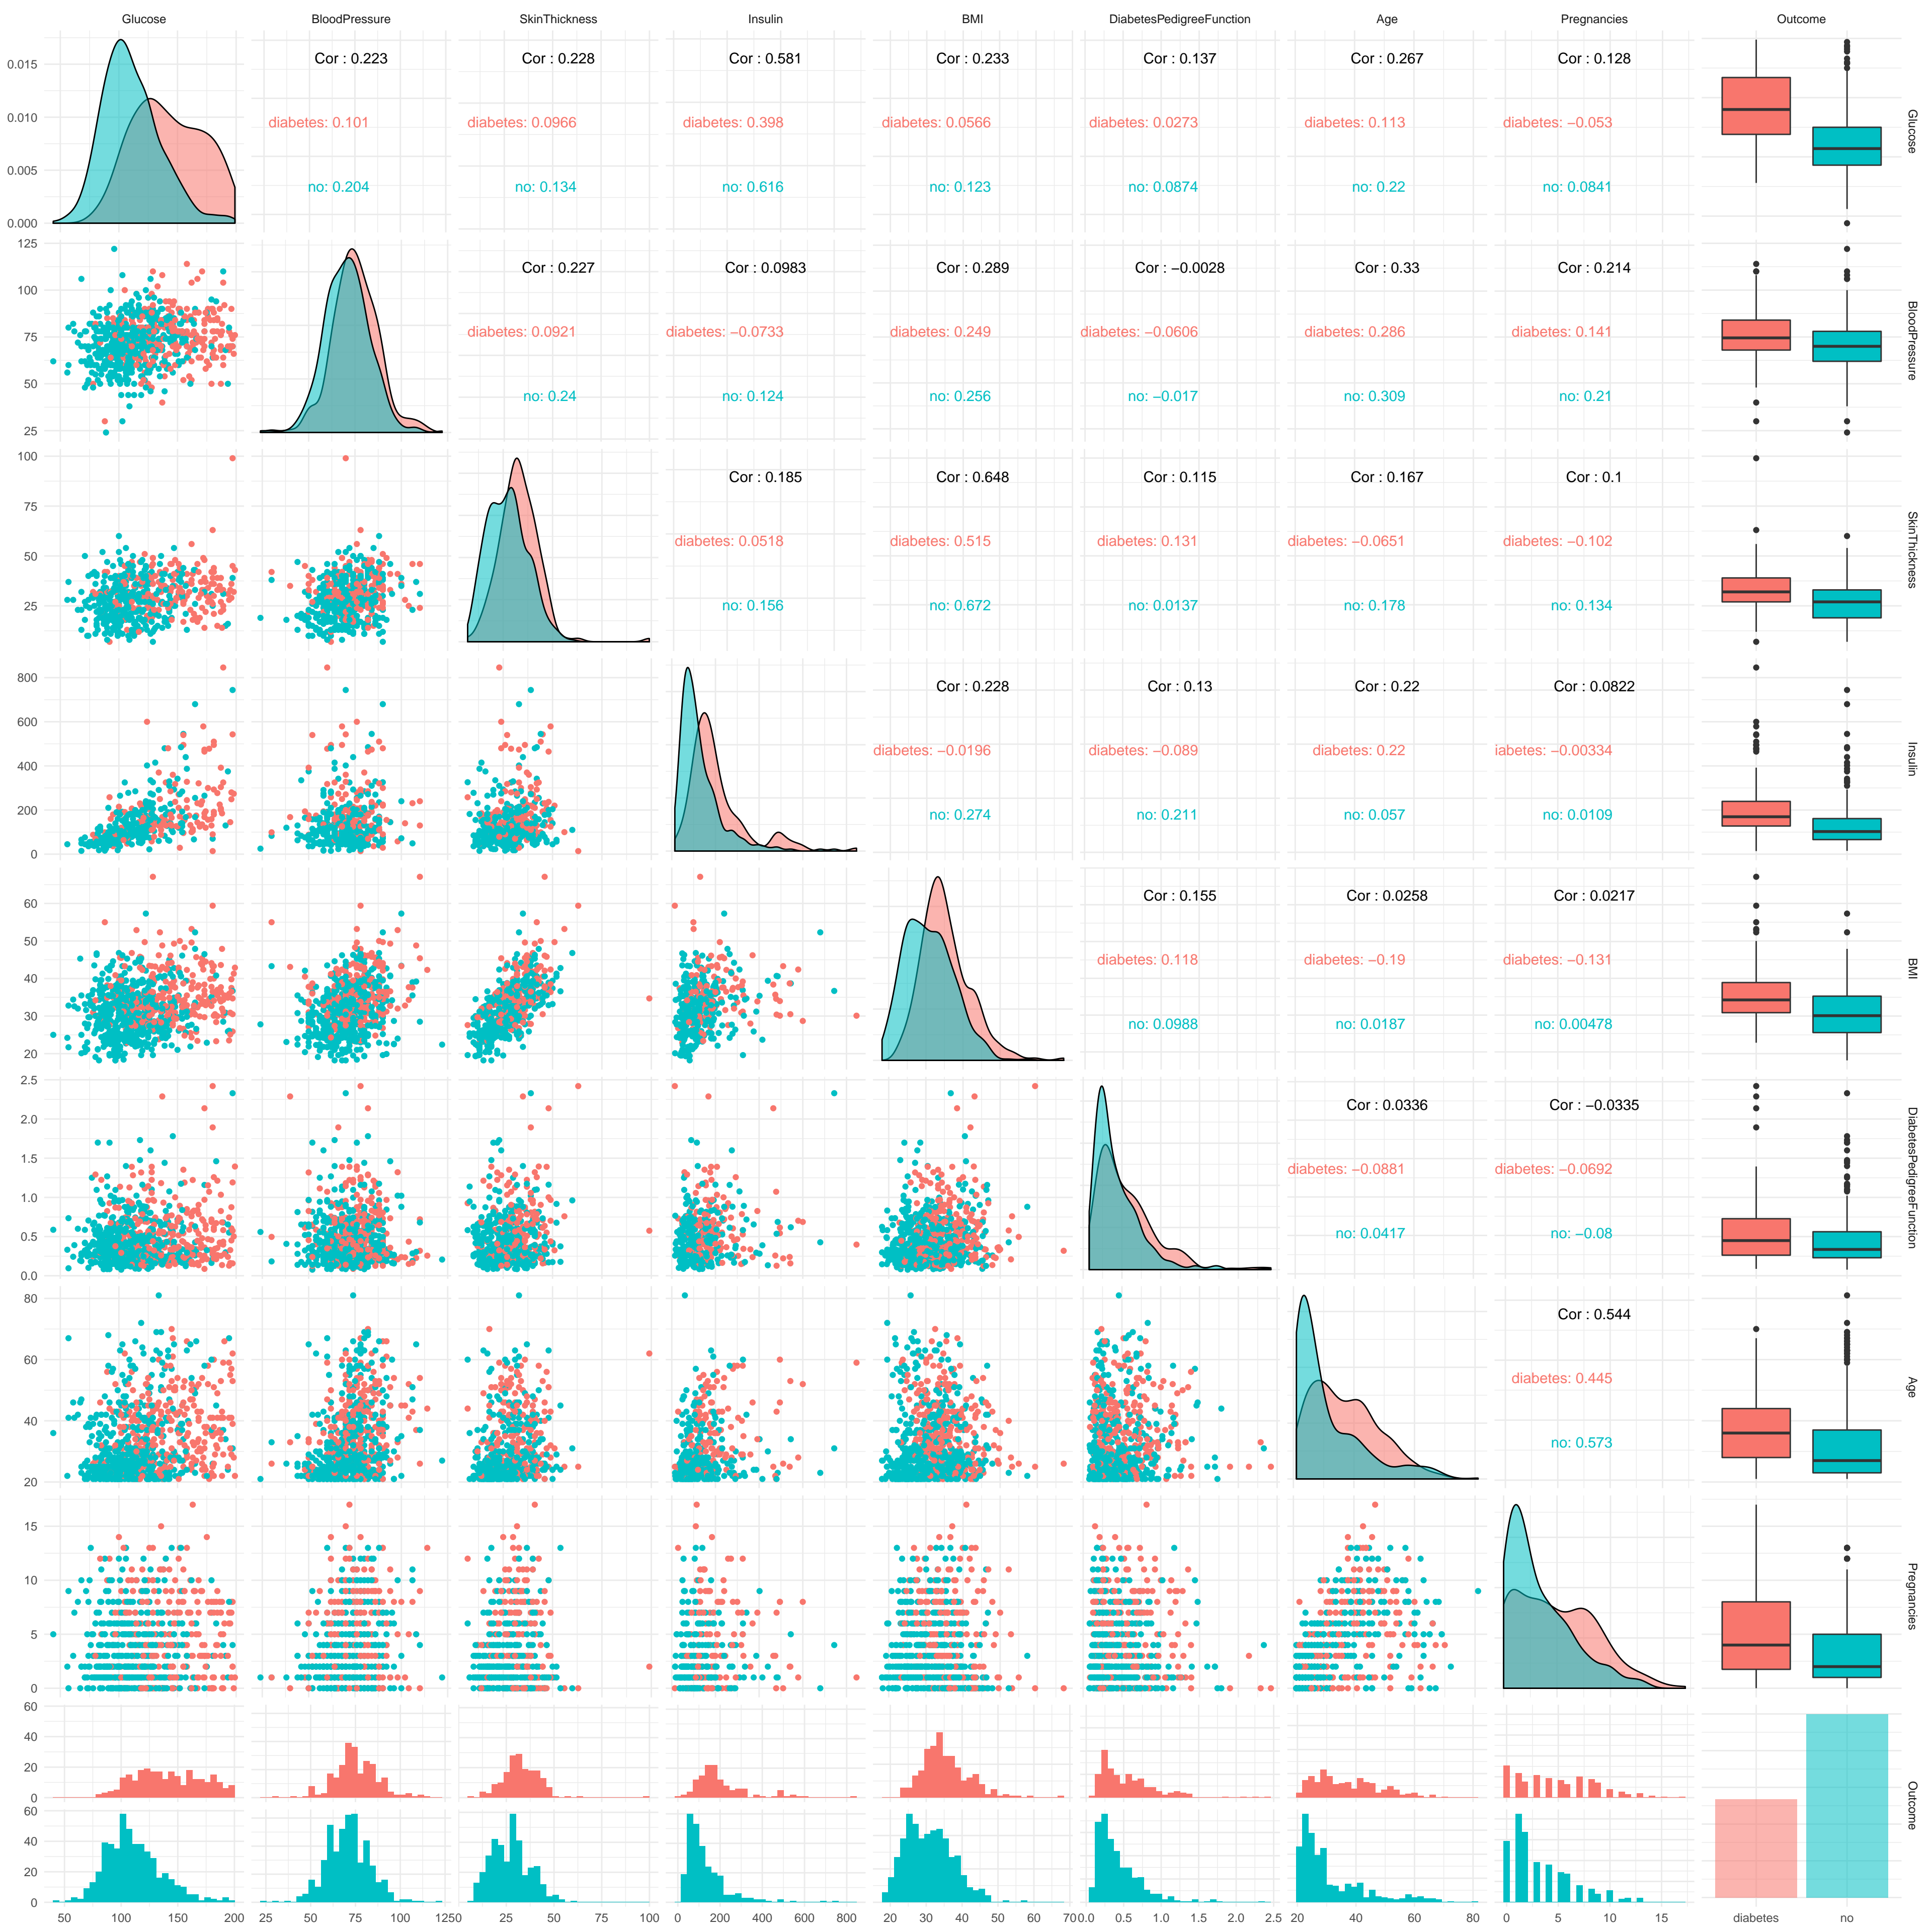 Glucose BloodPressure SkinThickness Insulin BMI DiabetesPedigreeFunction Age Pregnancies Outcome
Cor : 0.223 Cor : 0.228 Cor : 0.581 Cor : 0.233 Cor : 0.137 Cor : 0.267 Cor : 0.128
diabetes: 0.101 diabetes: 0.0966 diabetes: 0.398 diabetes: 0.0566 diabetes: 0.0273 diabetes: 0.113 diabetes: −0.053
no: 0.204 no: 0.134 no: 0.616 no: 0.123 no: 0.0874 no: 0.22 no: 0.0841
0.015
0.010
0.005
0.000
Glucose
Cor : 0.227 Cor : 0.0983 Cor : 0.289 Cor : −0.0028 Cor : 0.33 Cor : 0.214
diabetes: 0.0921 diabetes: −0.0733 diabetes: 0.249 diabetes: −0.0606 diabetes: 0.286 diabetes: 0.141
no: 0.24 no: 0.124 no: 0.256 no: −0.017 no: 0.309 no: 0.21
125
100
75
50
25
BloodPressure
Cor : 0.185 Cor : 0.648 Cor : 0.115 Cor : 0.167 Cor : 0.1
diabetes: 0.0518 diabetes: 0.515 diabetes: 0.131 diabetes: −0.0651 diabetes: −0.102
no: 0.156 no: 0.672 no: 0.0137 no: 0.178 no: 0.134
100
75
50
25
SkinThickness
Cor : 0.228 Cor : 0.13 Cor : 0.22 Cor : 0.0822
diabetes: −0.0196 diabetes: −0.089 diabetes: 0.22 iabetes: −0.00334
no: 0.274 no: 0.211 no: 0.057 no: 0.0109
800
600
400
200
0
Insulin
Cor : 0.155 Cor : 0.0258 Cor : 0.0217
diabetes: 0.118 diabetes: −0.19 diabetes: −0.131
no: 0.0988 no: 0.0187 no: 0.00478
60
50
40
30
20
BMI
Cor : 0.0336 Cor : −0.0335
diabetes: −0.0881 diabetes: −0.0692
no: 0.0417 no: −0.08
2.5
2.0
1.5
1.0
0.5
0.0
DiabetesPedigreeFunction
Cor : 0.544
diabetes: 0.445
no: 0.573
80
60
40
20
Age
15
10
5
0
Pregnancies
60
40
20
0
60
40
20
0
Outcome
50 100 150 200 25 50 75 100 125 0 25 50 75 100 0 200 400 600 800 20 30 40 50 60 70 0.0 0.5 1.0 1.5 2.0 2.5 20 40 60 80 0 5 10 15 diabetes no